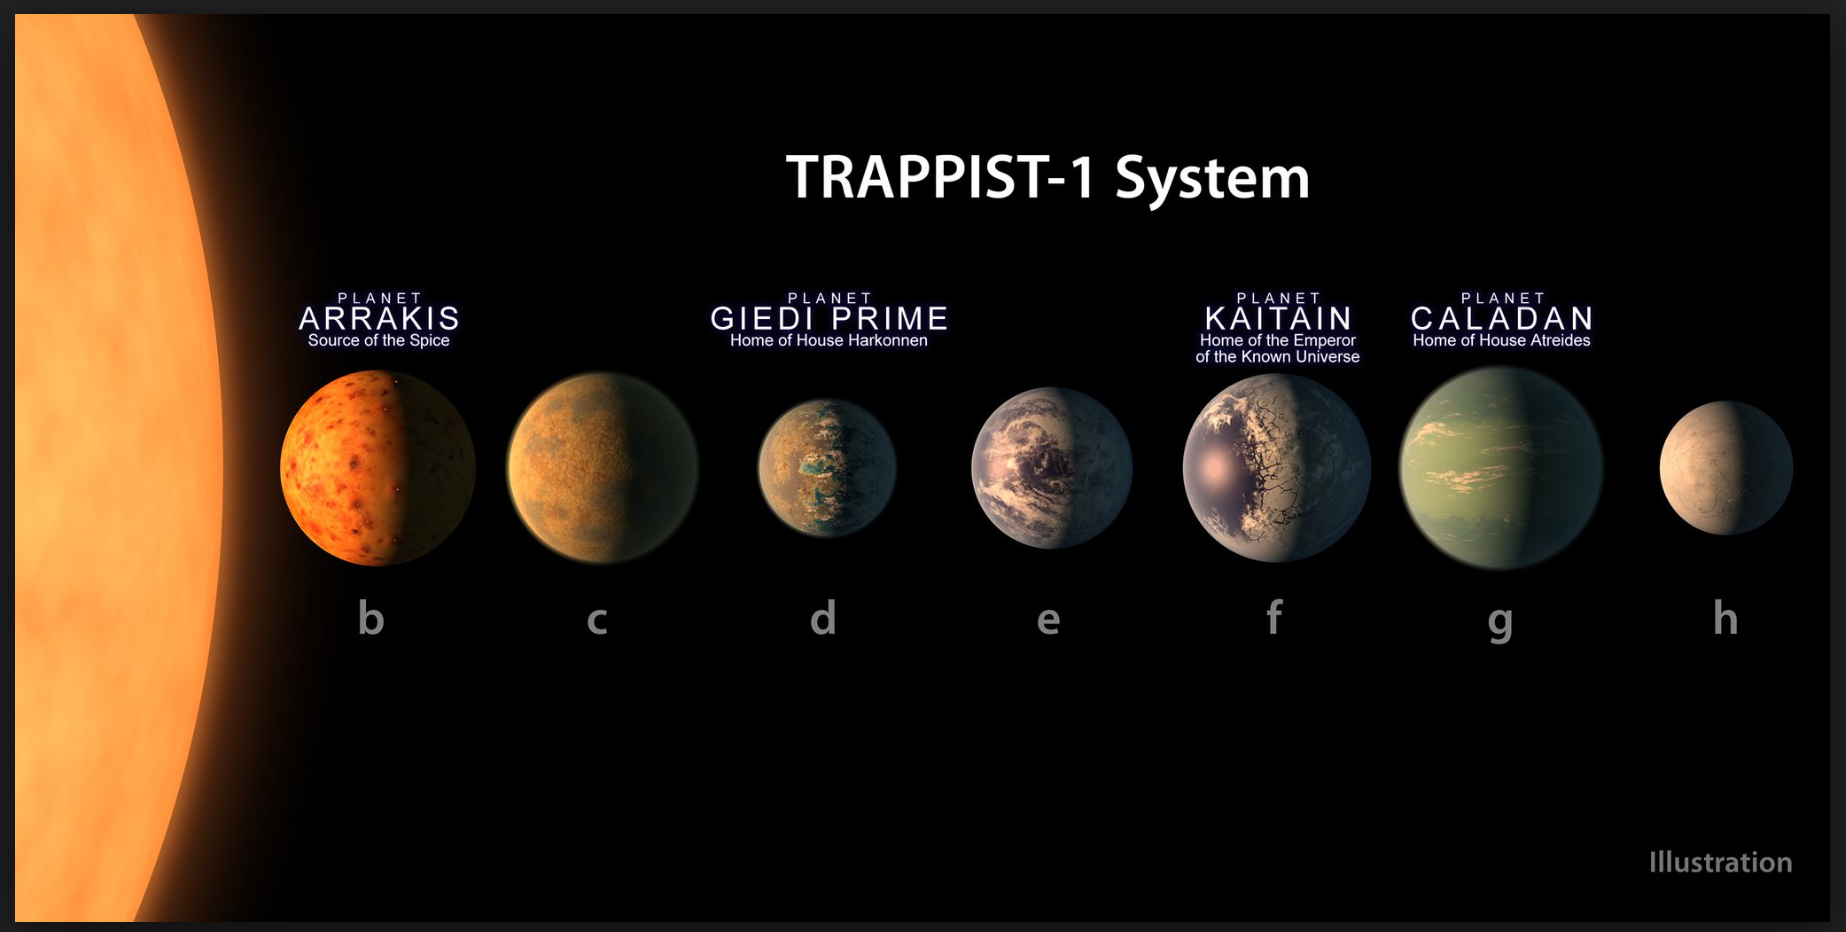 TRAPPIST-1 System
PLANET
ARRAKIS
Source of the Spice
PLANET
GIEDI PRIME
Home of House Harkonnen
PLANET
KAITAIN
Home of the Emperor
of the Known Universe
PLANET
CALADAN
Home of House Atreides
b
c
d
e
f
g
h
Illustration